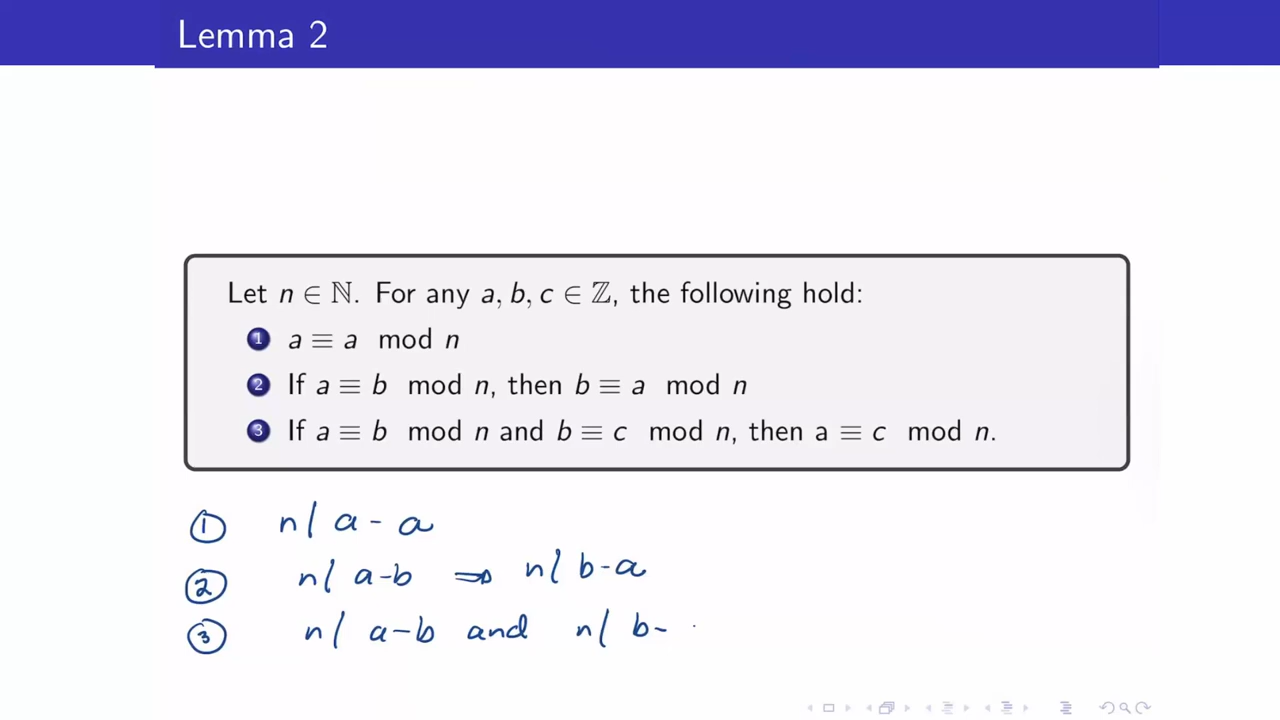 Lemma 2
Let n ∈ ℕ. For any a, b, c ∈ ℤ, the following hold:
1 a ≡ a mod n
2 If a ≡ b mod n, then b ≡ a mod n
3 If a ≡ b mod n and b ≡ c mod n, then a ≡ c mod n.
① n | a - a
② n | a - b ⇒ n | b - a
③ n | a - b and n | b -